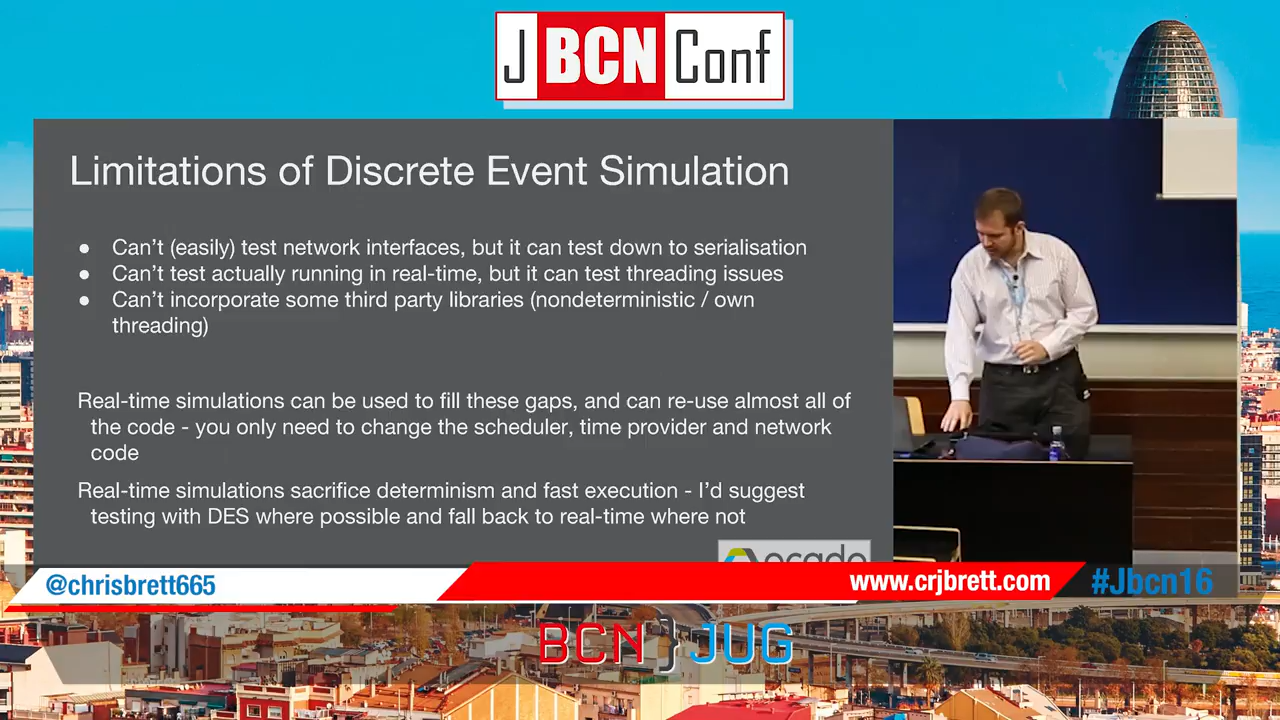 J BCN Conf
Limitations of Discrete Event Simulation
● Can't (easily) test network interfaces, but it can test down to serialisation
● Can't test actually running in real-time, but it can test threading issues
● Can't incorporate some third party libraries (nondeterministic / own
threading)
Real-time simulations can be used to fill these gaps, and can re-use almost all of
the code - you only need to change the scheduler, time provider and network
code
Real-time simulations sacrifice determinism and fast execution - I'd suggest
testing with DES where possible and fall back to real-time where not
ocado
@chrisbrett665
www.crjbrett.com
#Jbcn16
BCN JUG